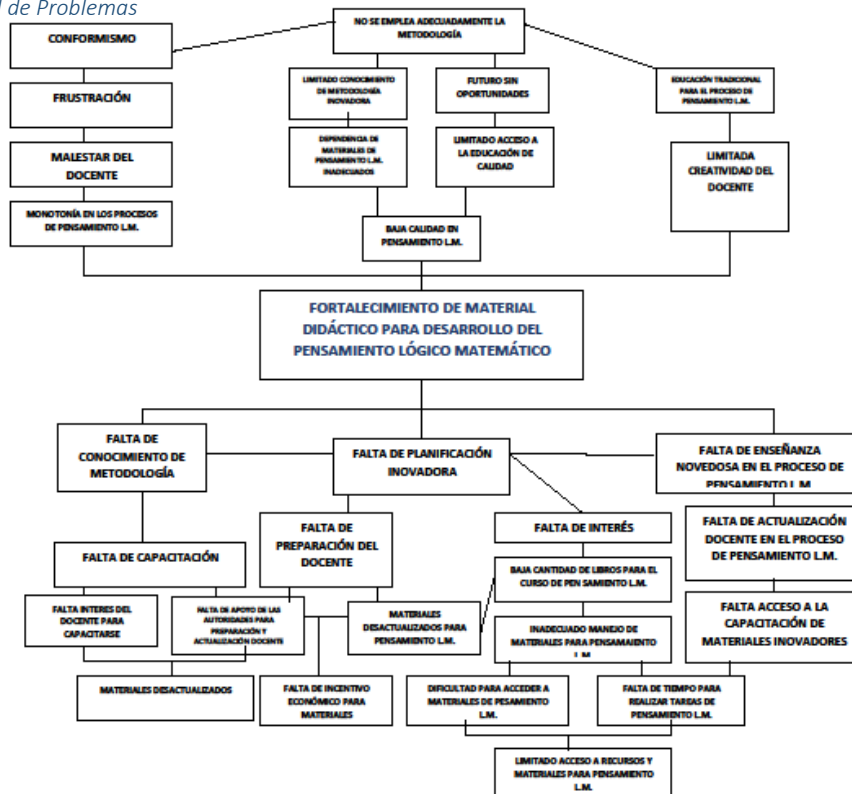 de Problemas
CONFORMISMO
NO SE EMPLEA ADECUADAMENTE LA
METODOLOGÍA
FRUSTRACIÓN
LIMITADO CONOCIMIENTO
DE METODOLOGÍA
INOVADORA
FUTURO SIN
OPORTUNIDADES
EDUCACIÓN TRADICIONAL
PARA EL PROCESO DE
PENSAMIENTO L.M.
MALESTAR DEL
DOCENTE
DEPENDENCIA DE
MATERIALES DE
PENSAMIENTO L.M.
INADECUADOS
LIMITADO ACCESO A
LA EDUCACIÓN DE
CALIDAD
LIMITADA
CREATIVIDAD DEL
DOCENTE
MONOTONÍA EN LOS PROCESOS
DE PENSAMIENTO L.M.
BAJA CALIDAD EN
PENSAMIENTO L.M.
FORTALECIMIENTO DE MATERIAL
DIDÁCTICO PARA DESARROLLO DEL
PENSAMIENTO LÓGICO MATEMÁTICO
FALTA DE
CONOCIMIENTO DE
METODOLOGÍA
FALTA DE PLANIFICACIÓN
INOVADORA
FALTA DE ENSEÑANZA
NOVEDOSA EN EL PROCESO DE
PENSAMIENTO L M
FALTA DE CAPACITACIÓN
FALTA DE
PREPARACIÓN DEL
DOCENTE
FALTA DE INTERÉS
FALTA DE ACTUALIZACIÓN
DOCENTE EN EL PROCESO
DE PENSAMIENTO L.M.
BAJA CANTIDAD DE LIBROS PARA EL
CURSO DE PEN SAMIENTO L.M.
FALTA INTERES DEL
DOCENTE PARA
CAPACITARSE
FALTA DE APOYO DE LAS
AUTORIDADES PARA
PREPARACIÓN Y
ACTUALIZACIÓN DOCENTE
MATERIALES
DESACTUALIZADOS PARA
PENSAMIENTO L.M.
INADECUADO MANEJO DE
MATERIALES PARA PENSAMAIENTO
L M
FALTA ACCESO A LA
CAPACITACIÓN DE
MATERIALES INOVADORES
MATERIALES DESACTUALIZADOS
FALTA DE INCENTIVO
ECONÓMICO PARA
MATERIALES
DIFICULTAD PARA ACCEDER A
MATERIALES DE PESAMIENTO
L.M.
FALTA DE TIEMPO PARA
REALIZAR TAREAS DE
PENSAMIENTO L.M.
LIMITADO ACCESO A RECURSOS Y
MATERIALES PARA PENSAMIENTO
L.M.